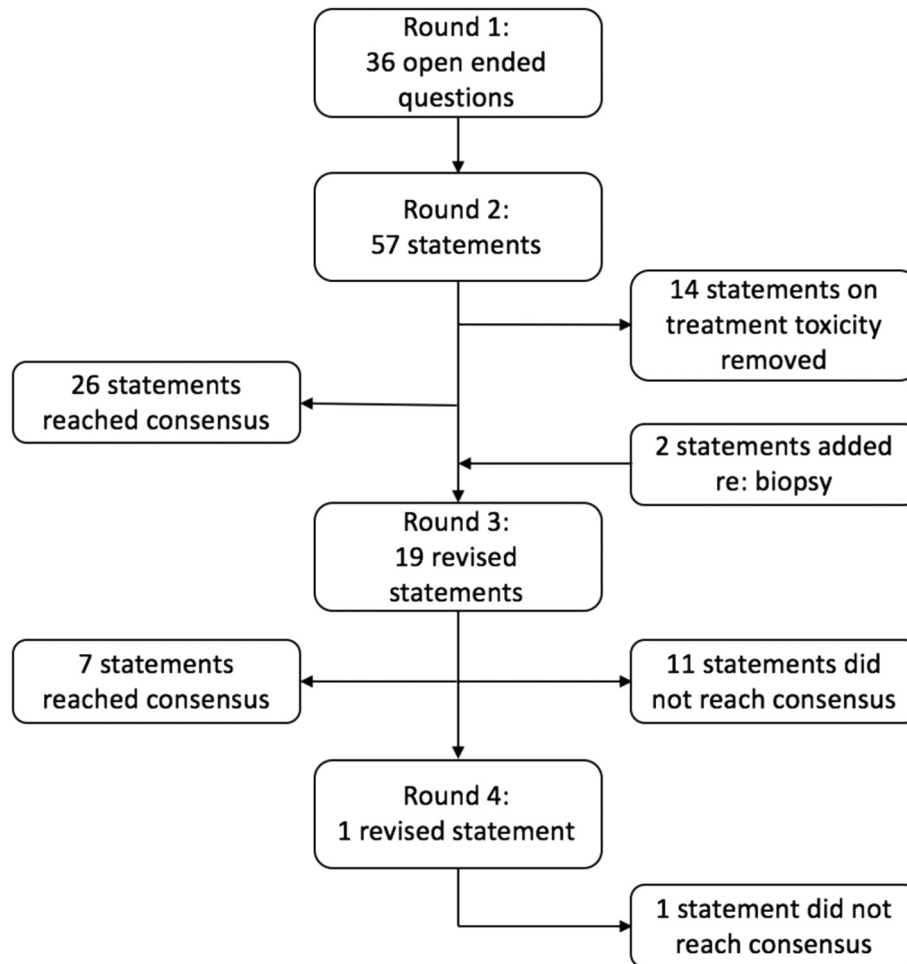 Round 1:
36 open ended
questions
Round 2:
57 statements
14 statements on
treatment toxicity
removed
26 statements
reached consensus
2 statements added
re: biopsy
Round 3:
19 revised
statements
7 statements
reached consensus
11 statements did
not reach consensus
Round 4:
1 revised statement
1 statement did not
reach consensus